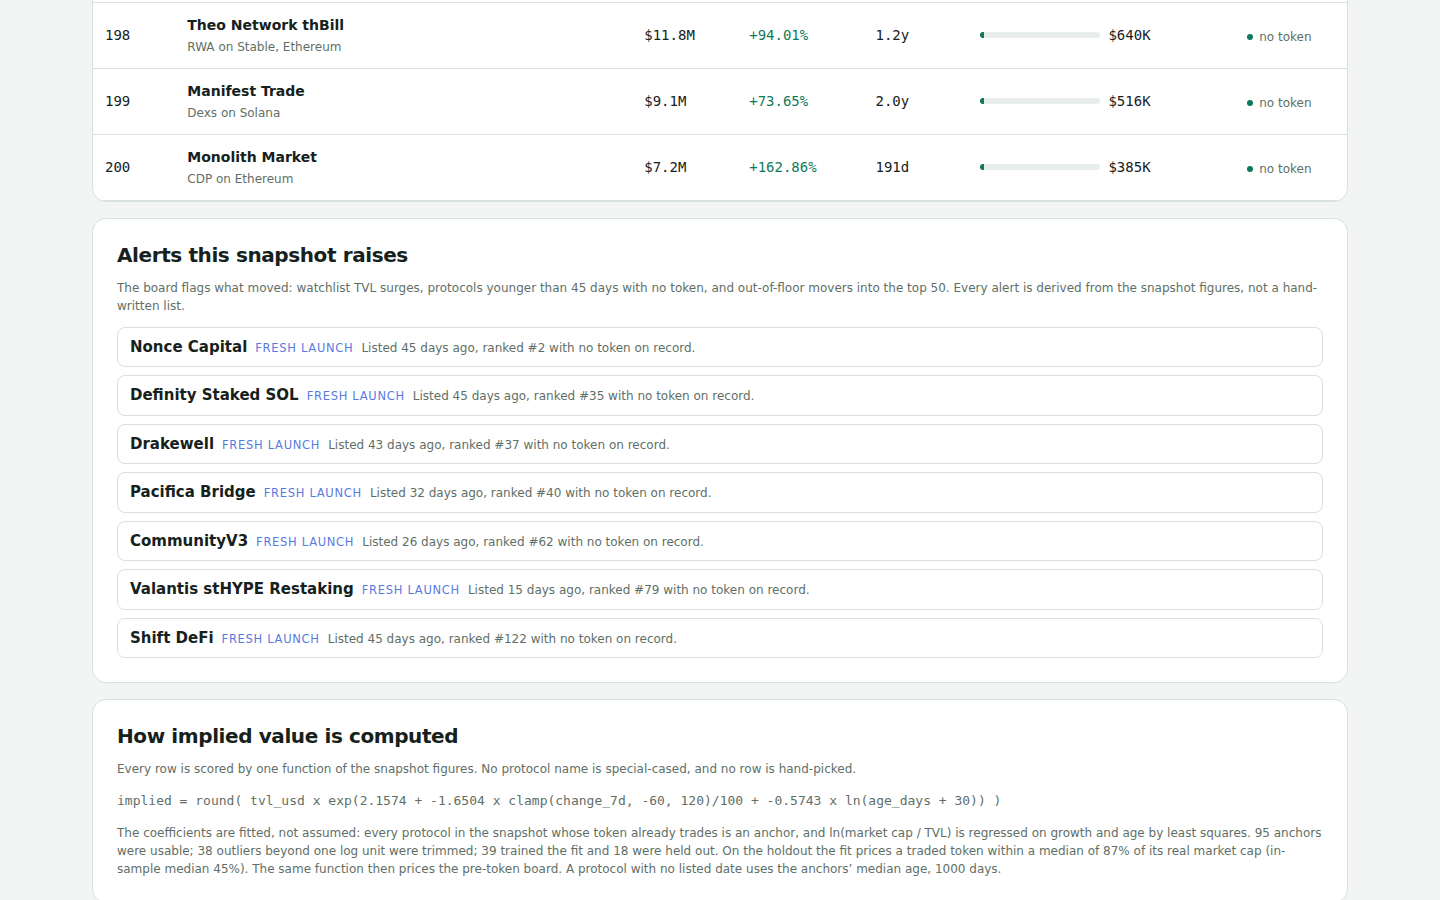 198 Theo Network thBill $11.8M +94.01% 1.2y $640K no token
RWA on Stable, Ethereum
199 Manifest Trade $9.1M +73.65% 2.0y $516K no token
Dexs on Solana
200 Monolith Market $7.2M +162.86% 191d $385K no token
CDP on Ethereum
Alerts this snapshot raises
The board flags what moved: watchlist TVL surges, protocols younger than 45 days with no token, and out-of-floor movers into the top 50. Every alert is derived from the snapshot figures, not a hand-
written list.
Nonce Capital FRESH LAUNCH Listed 45 days ago, ranked #2 with no token on record.
Definity Staked SOL FRESH LAUNCH Listed 45 days ago, ranked #35 with no token on record.
Drakewell FRESH LAUNCH Listed 43 days ago, ranked #37 with no token on record.
Pacifica Bridge FRESH LAUNCH Listed 32 days ago, ranked #40 with no token on record.
CommunityV3 FRESH LAUNCH Listed 26 days ago, ranked #62 with no token on record.
Valantis stHYPE Restaking FRESH LAUNCH Listed 15 days ago, ranked #79 with no token on record.
Shift DeFi FRESH LAUNCH Listed 45 days ago, ranked #122 with no token on record.
How implied value is computed
Every row is scored by one function of the snapshot figures. No protocol name is special-cased, and no row is hand-picked.
implied = round( tvl_usd x exp(2.1574 + -1.6504 x clamp(change_7d, -60, 120)/100 + -0.5743 x ln(age_days + 30)) )
The coefficients are fitted, not assumed: every protocol in the snapshot whose token already trades is an anchor, and ln(market cap / TVL) is regressed on growth and age by least squares. 95 anchors
were usable; 38 outliers beyond one log unit were trimmed; 39 trained the fit and 18 were held out. On the holdout the fit prices a traded token within a median of 87% of its real market cap (in-
sample median 45%). The same function then prices the pre-token board. A protocol with no listed date uses the anchors’ median age, 1000 days.